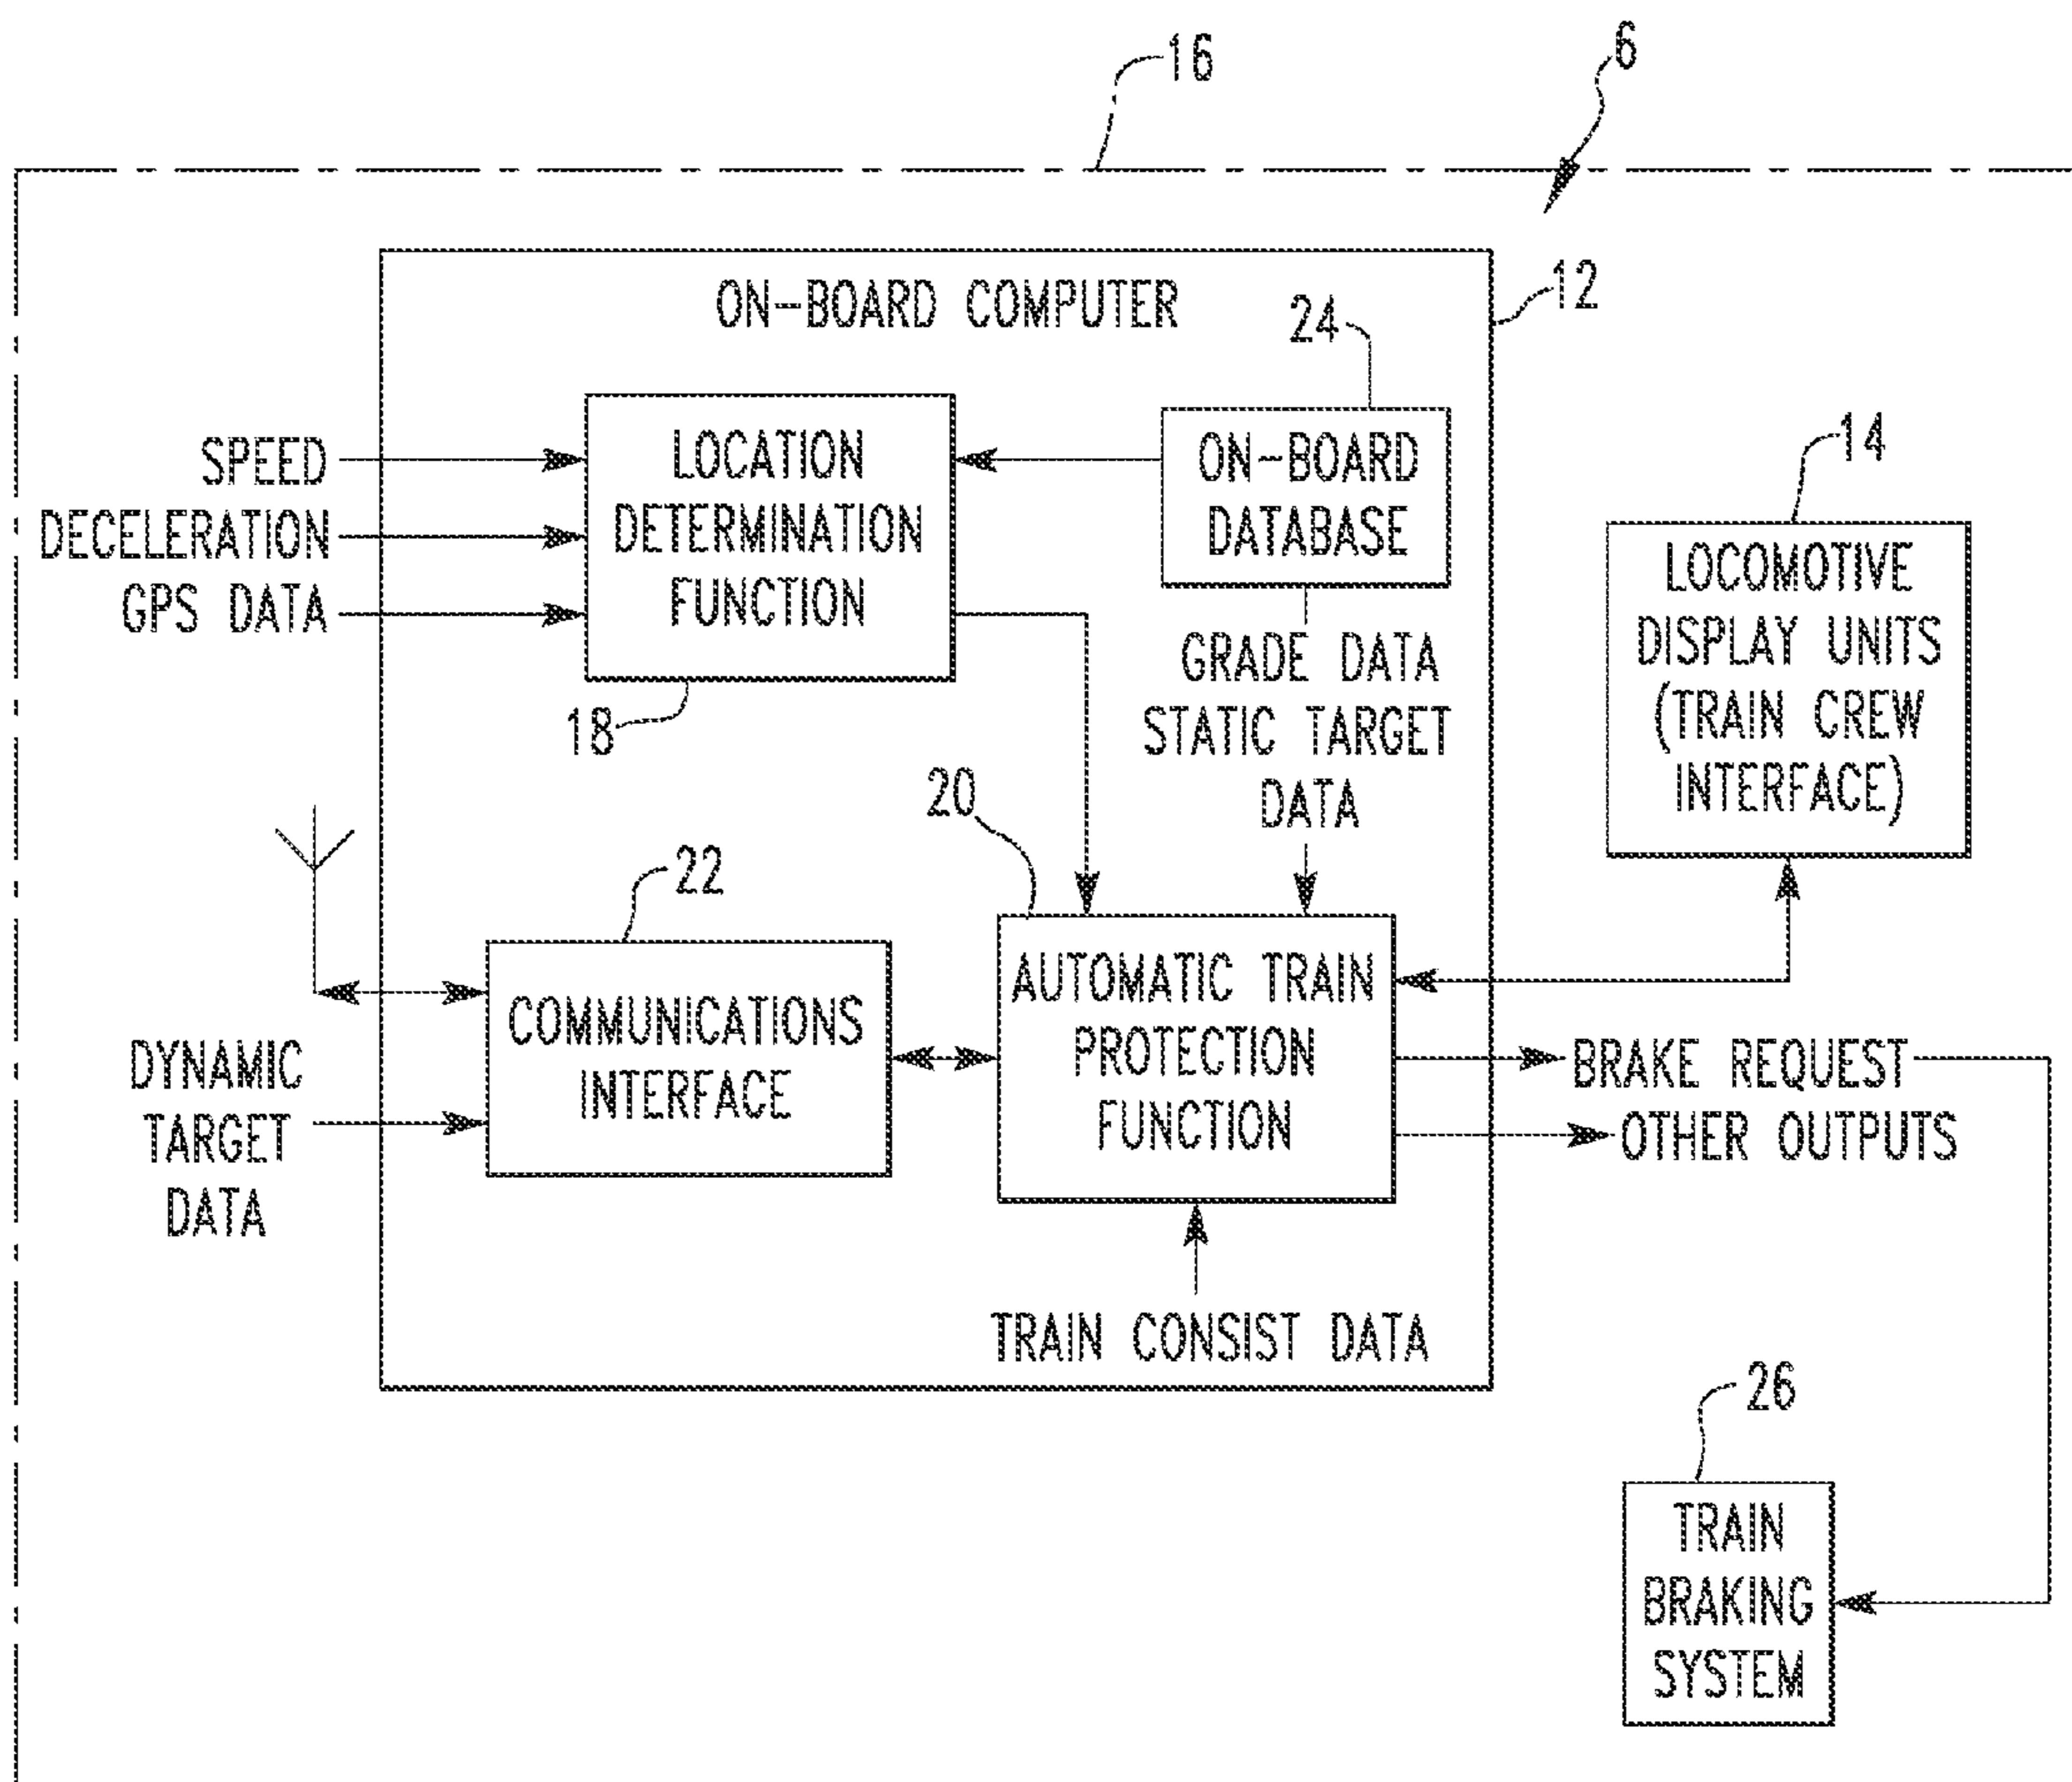 16
6
ON-BOARD COMPUTER
12
24
LOCATION
DETERMINATION
FUNCTION
18
ON-BOARD
DATABASE
SPEED
DECELERATION
GPS DATA
14
LOCOMOTIVE
DISPLAY UNITS
(TRAIN CREW
INTERFACE)
GRADE DATA
STATIC TARGET
DATA
20
22
COMMUNICATIONS
INTERFACE
AUTOMATIC TRAIN
PROTECTION
FUNCTION
DYNAMIC
TARGET
DATA
BRAKE REQUEST
OTHER OUTPUTS
TRAIN CONSIST DATA
26
TRAIN
BRAKING
SYSTEM